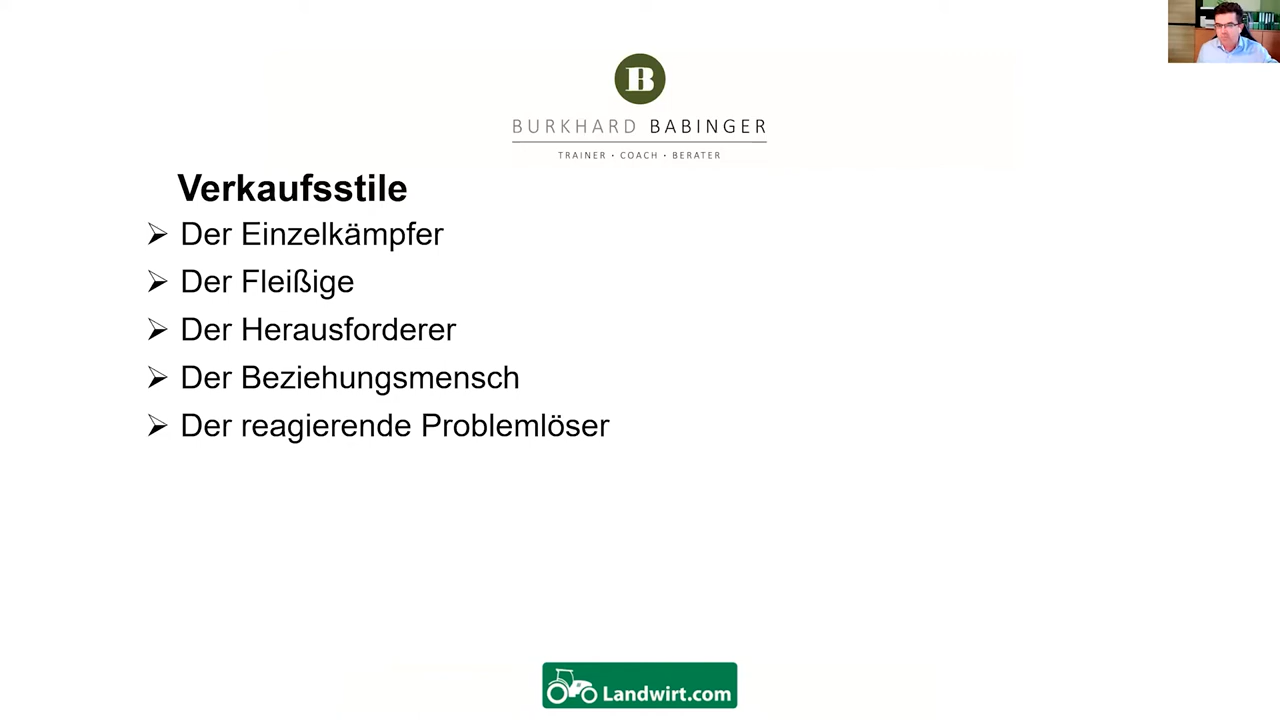 B
BURKHARD BABINGER
TRAINER • COACH • BERATER
Verkaufsstile
➢ Der Einzelkämpfer
➢ Der Fleißige
➢ Der Herausforderer
➢ Der Beziehungsmensch
➢ Der reagierende Problemlöser
Landwirt.com